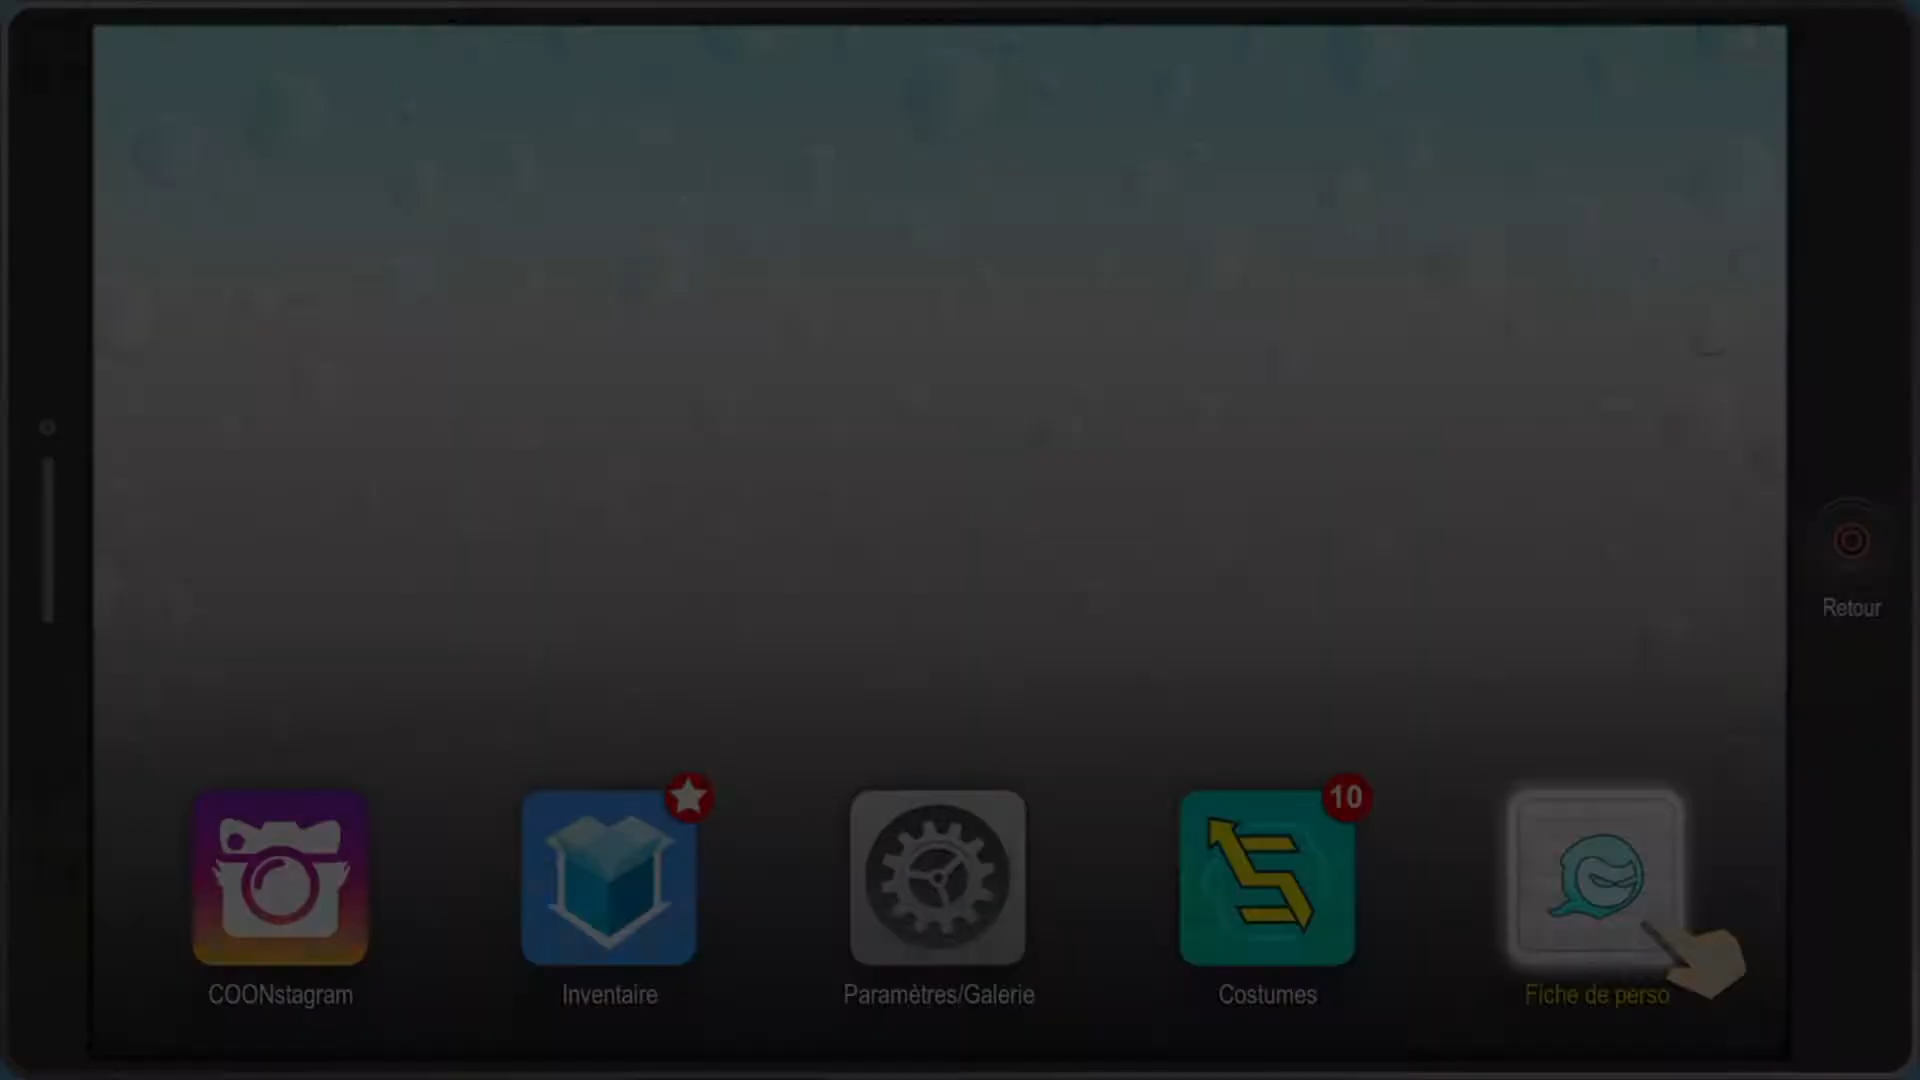 10
Retour
COONstagram
Inventaire
Paramètres/Galerie
Costumes
Fiche de perso